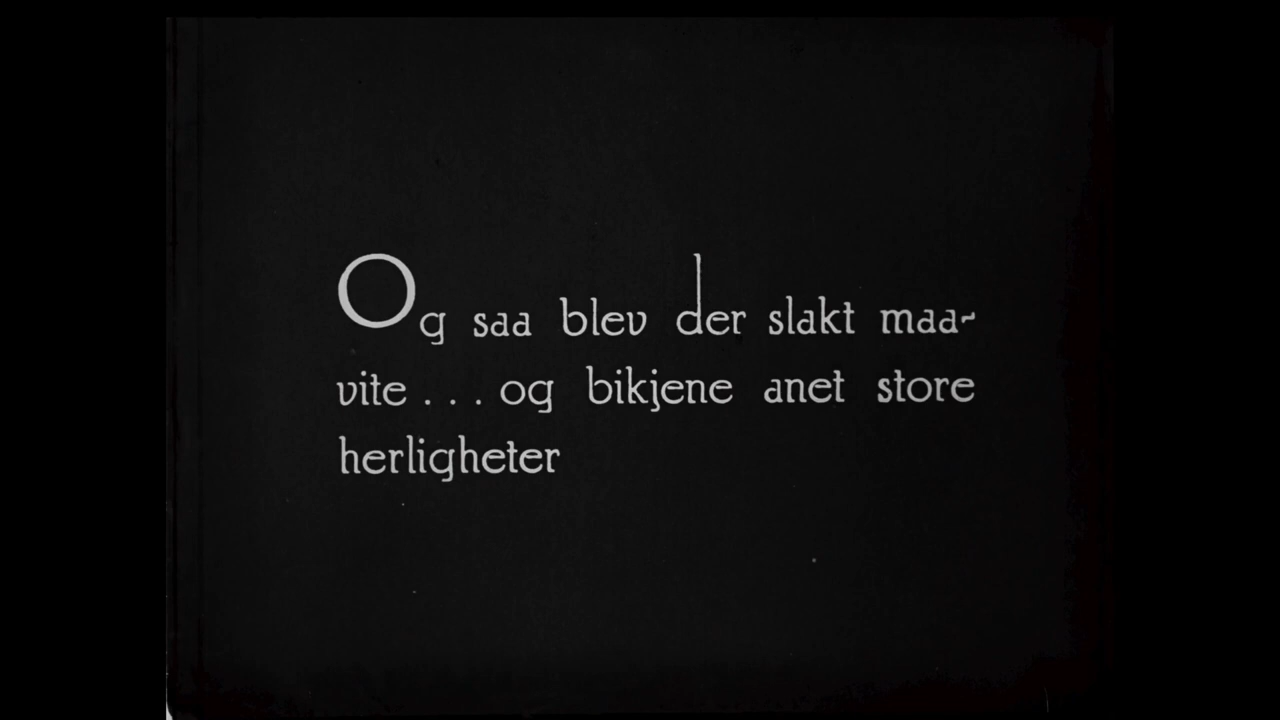 Og saa blev der slakt maa-
vite . . . og bikjene anet store
herligheter